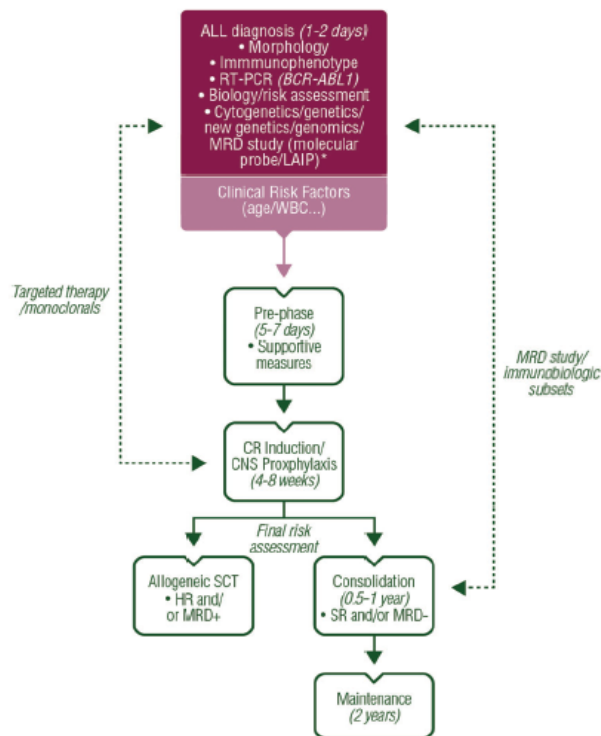 ALL diagnosis (1-2 days)
• Morphology
• Immmunophenotype
• RT-PCR (BCR-ABL1)
• Biology/risk assessment
• Cytogenetics/genetics/
new genetics/genomics/
MRD study (molecular
probe/LAIP)*
Clinical Risk Factors
(age/WBC...)
Targeted therapy
/monoclonals
Pre-phase
(5-7 days)
• Supportive
measures
MRD study/
immunobiologic
subsets
CR Induction/
CNS Proxphylaxis
(4-8 weeks)
Final risk
assessment
Allogeneic SCT
• HR and/
or MRD+
Consolidation
(0.5-1 year)
• SR and/or MRD-
Maintenance
(2 years)